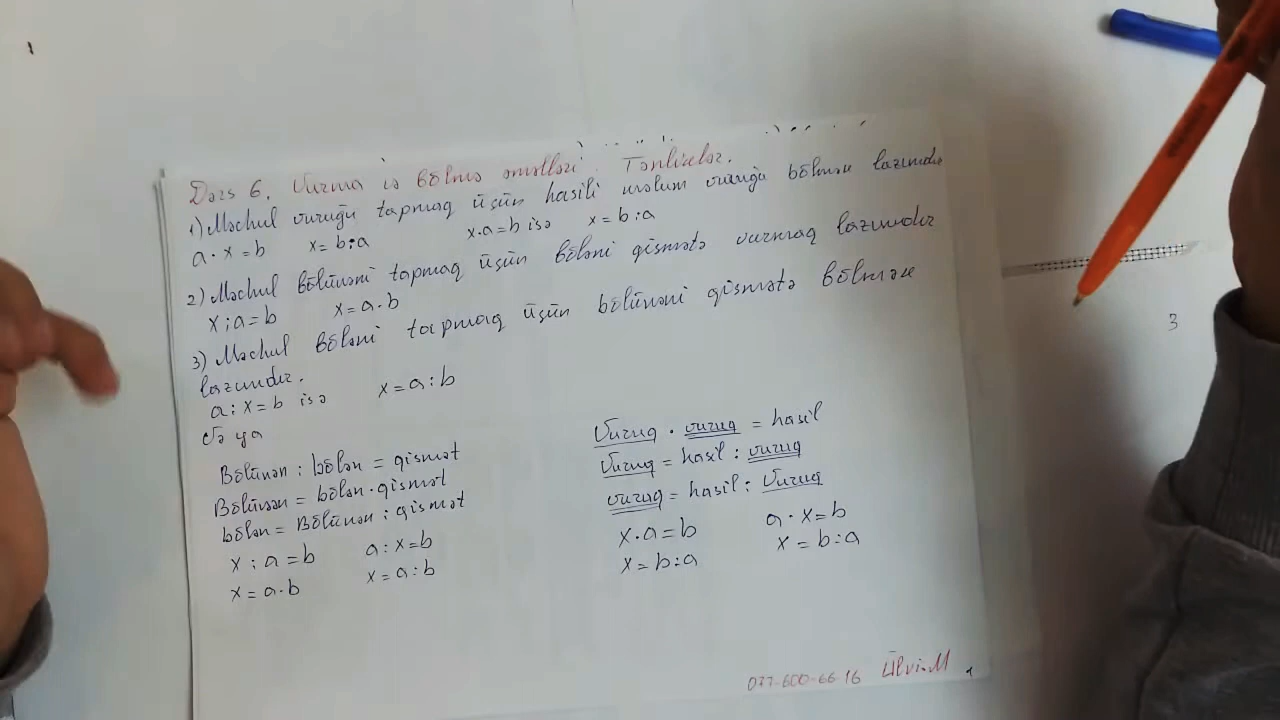 Dərs 6. Vurma və bölmə əməlləri. Tənliklər.
1) Məchul vuruğu tapmaq üçün hasili məlum vuruğa bölmək lazımdır
a · x = b x = b : a x · a = b isə x = b : a
2) Məchul bölünəni tapmaq üçün böləni qismətə vurmaq lazımdır
x : a = b x = a · b
3) Məchul böləni tapmaq üçün bölünəni qismətə bölmək
lazımdır.
a : x = b isə x = a : b
Və ya
Bölünən : bölən = qismət
Bölünən = bölən · qismət
bölən = Bölünən : qismət
x : a = b a : x = b
x = a · b x = a : b
Vuruq · vuruq = hasil
Vuruq = hasil : vuruq
vuruq = hasil : Vuruq
x · a = b a · x = b
x = b : a x = b : a
077-600-66-16 Ülvi.M
3